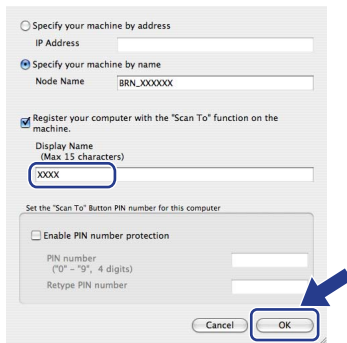 Specify your machine by address
IP Address
Specify your machine by name
Node Name BRN_XXXXXX
Register your computer with the "Scan To" function on the
machine.
Display Name
(Max 15 characters)
XXXX
Set the "Scan To" Button PIN number for this computer
Enable PIN number protection
PIN number
("0" - "9", 4 digits)
Retype PIN number
Cancel OK